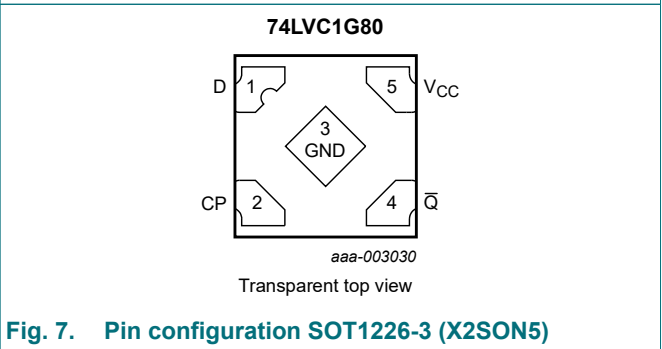 74LVC1G80
D 1 5 VCC
3
GND
CP 2 4 Q̅
aaa-003030
Transparent top view
Fig. 7. Pin configuration SOT1226-3 (X2SON5)